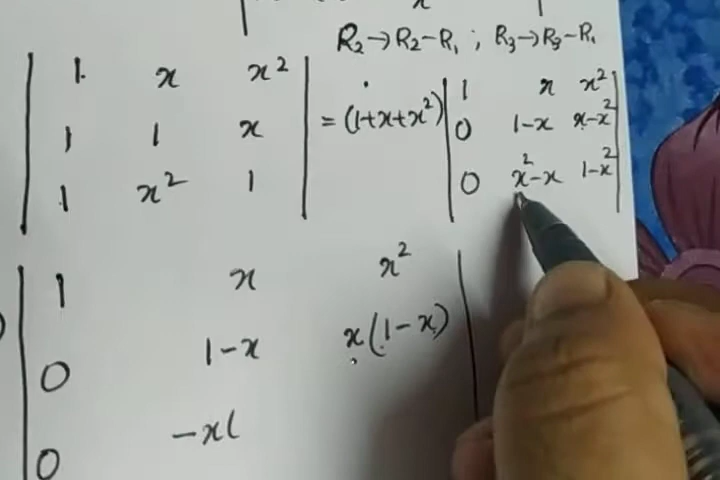 x
R₂→R₂-R₁ ; R₃→R₃-R₁
| 1 x x² |
| 1 1 x | = (1+x+x²)
| 1 x² 1 |
| 1 x x² |
| 0 1-x x-x² |
| 0 x²-x 1-x² |
) | 1 x x² |
| 0 1-x x(1-x) |
| 0 -x(